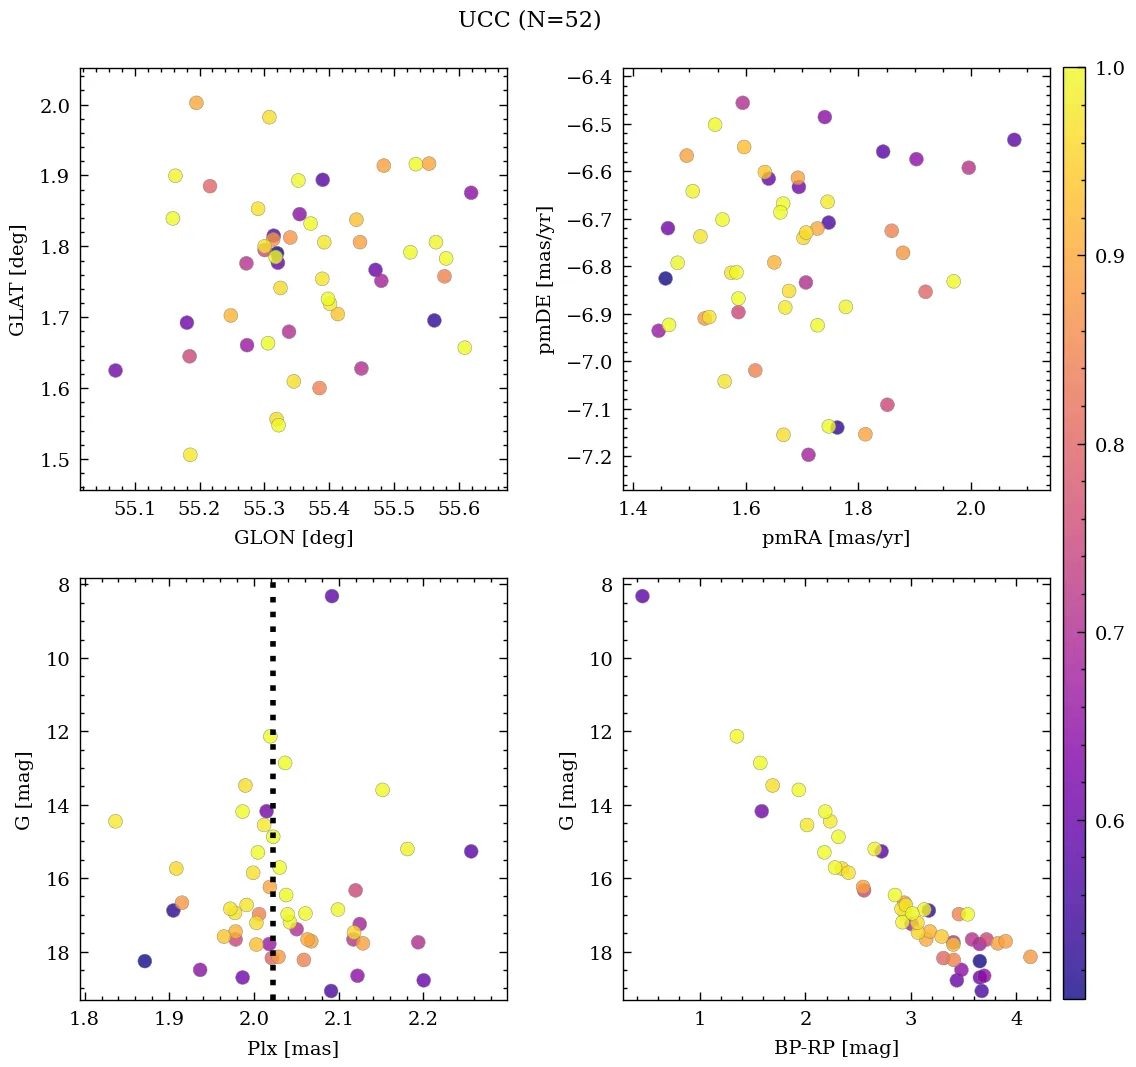 UCC (N=52)
2.0
1.9
1.8
1.7
1.6
1.5
GLAT [deg]
55.1 55.2 55.3 55.4 55.5 55.6
GLON [deg]
−6.4
−6.5
−6.6
−6.7
−6.8
−6.9
−7.0
−7.1
−7.2
pmDE [mas/yr]
1.4 1.6 1.8 2.0
pmRA [mas/yr]
8
10
12
14
16
18
G [mag]
1.8 1.9 2.0 2.1 2.2
Plx [mas]
8
10
12
14
16
18
G [mag]
1 2 3 4
BP-RP [mag]
1.0
0.9
0.8
0.7
0.6